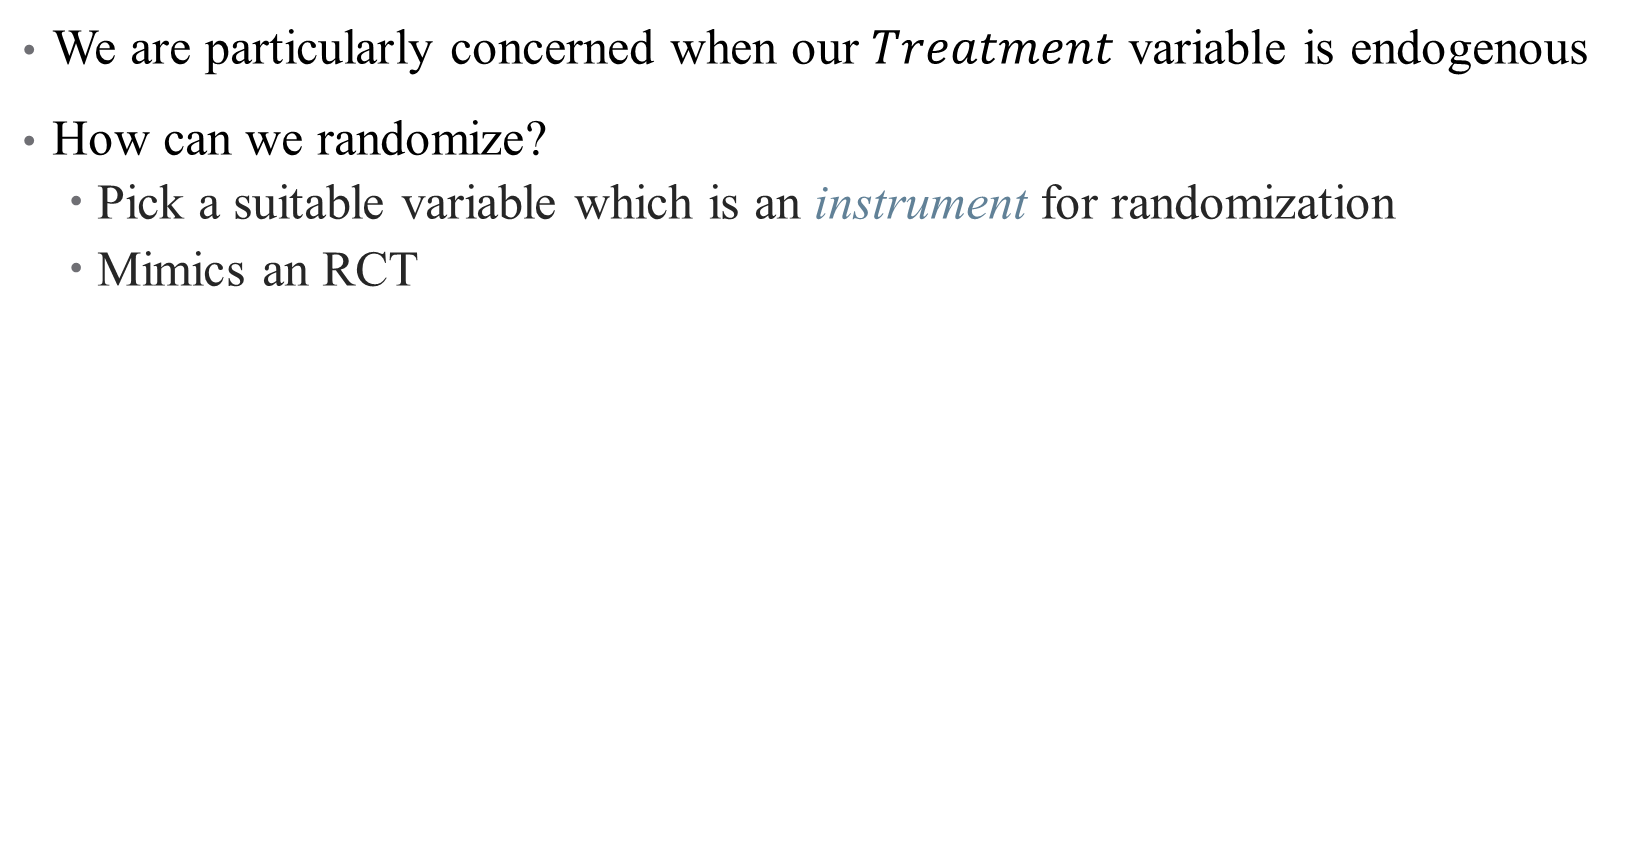 • We are particularly concerned when our Treatment variable is endogenous
• How can we randomize?
• Pick a suitable variable which is an instrument for randomization
• Mimics an RCT